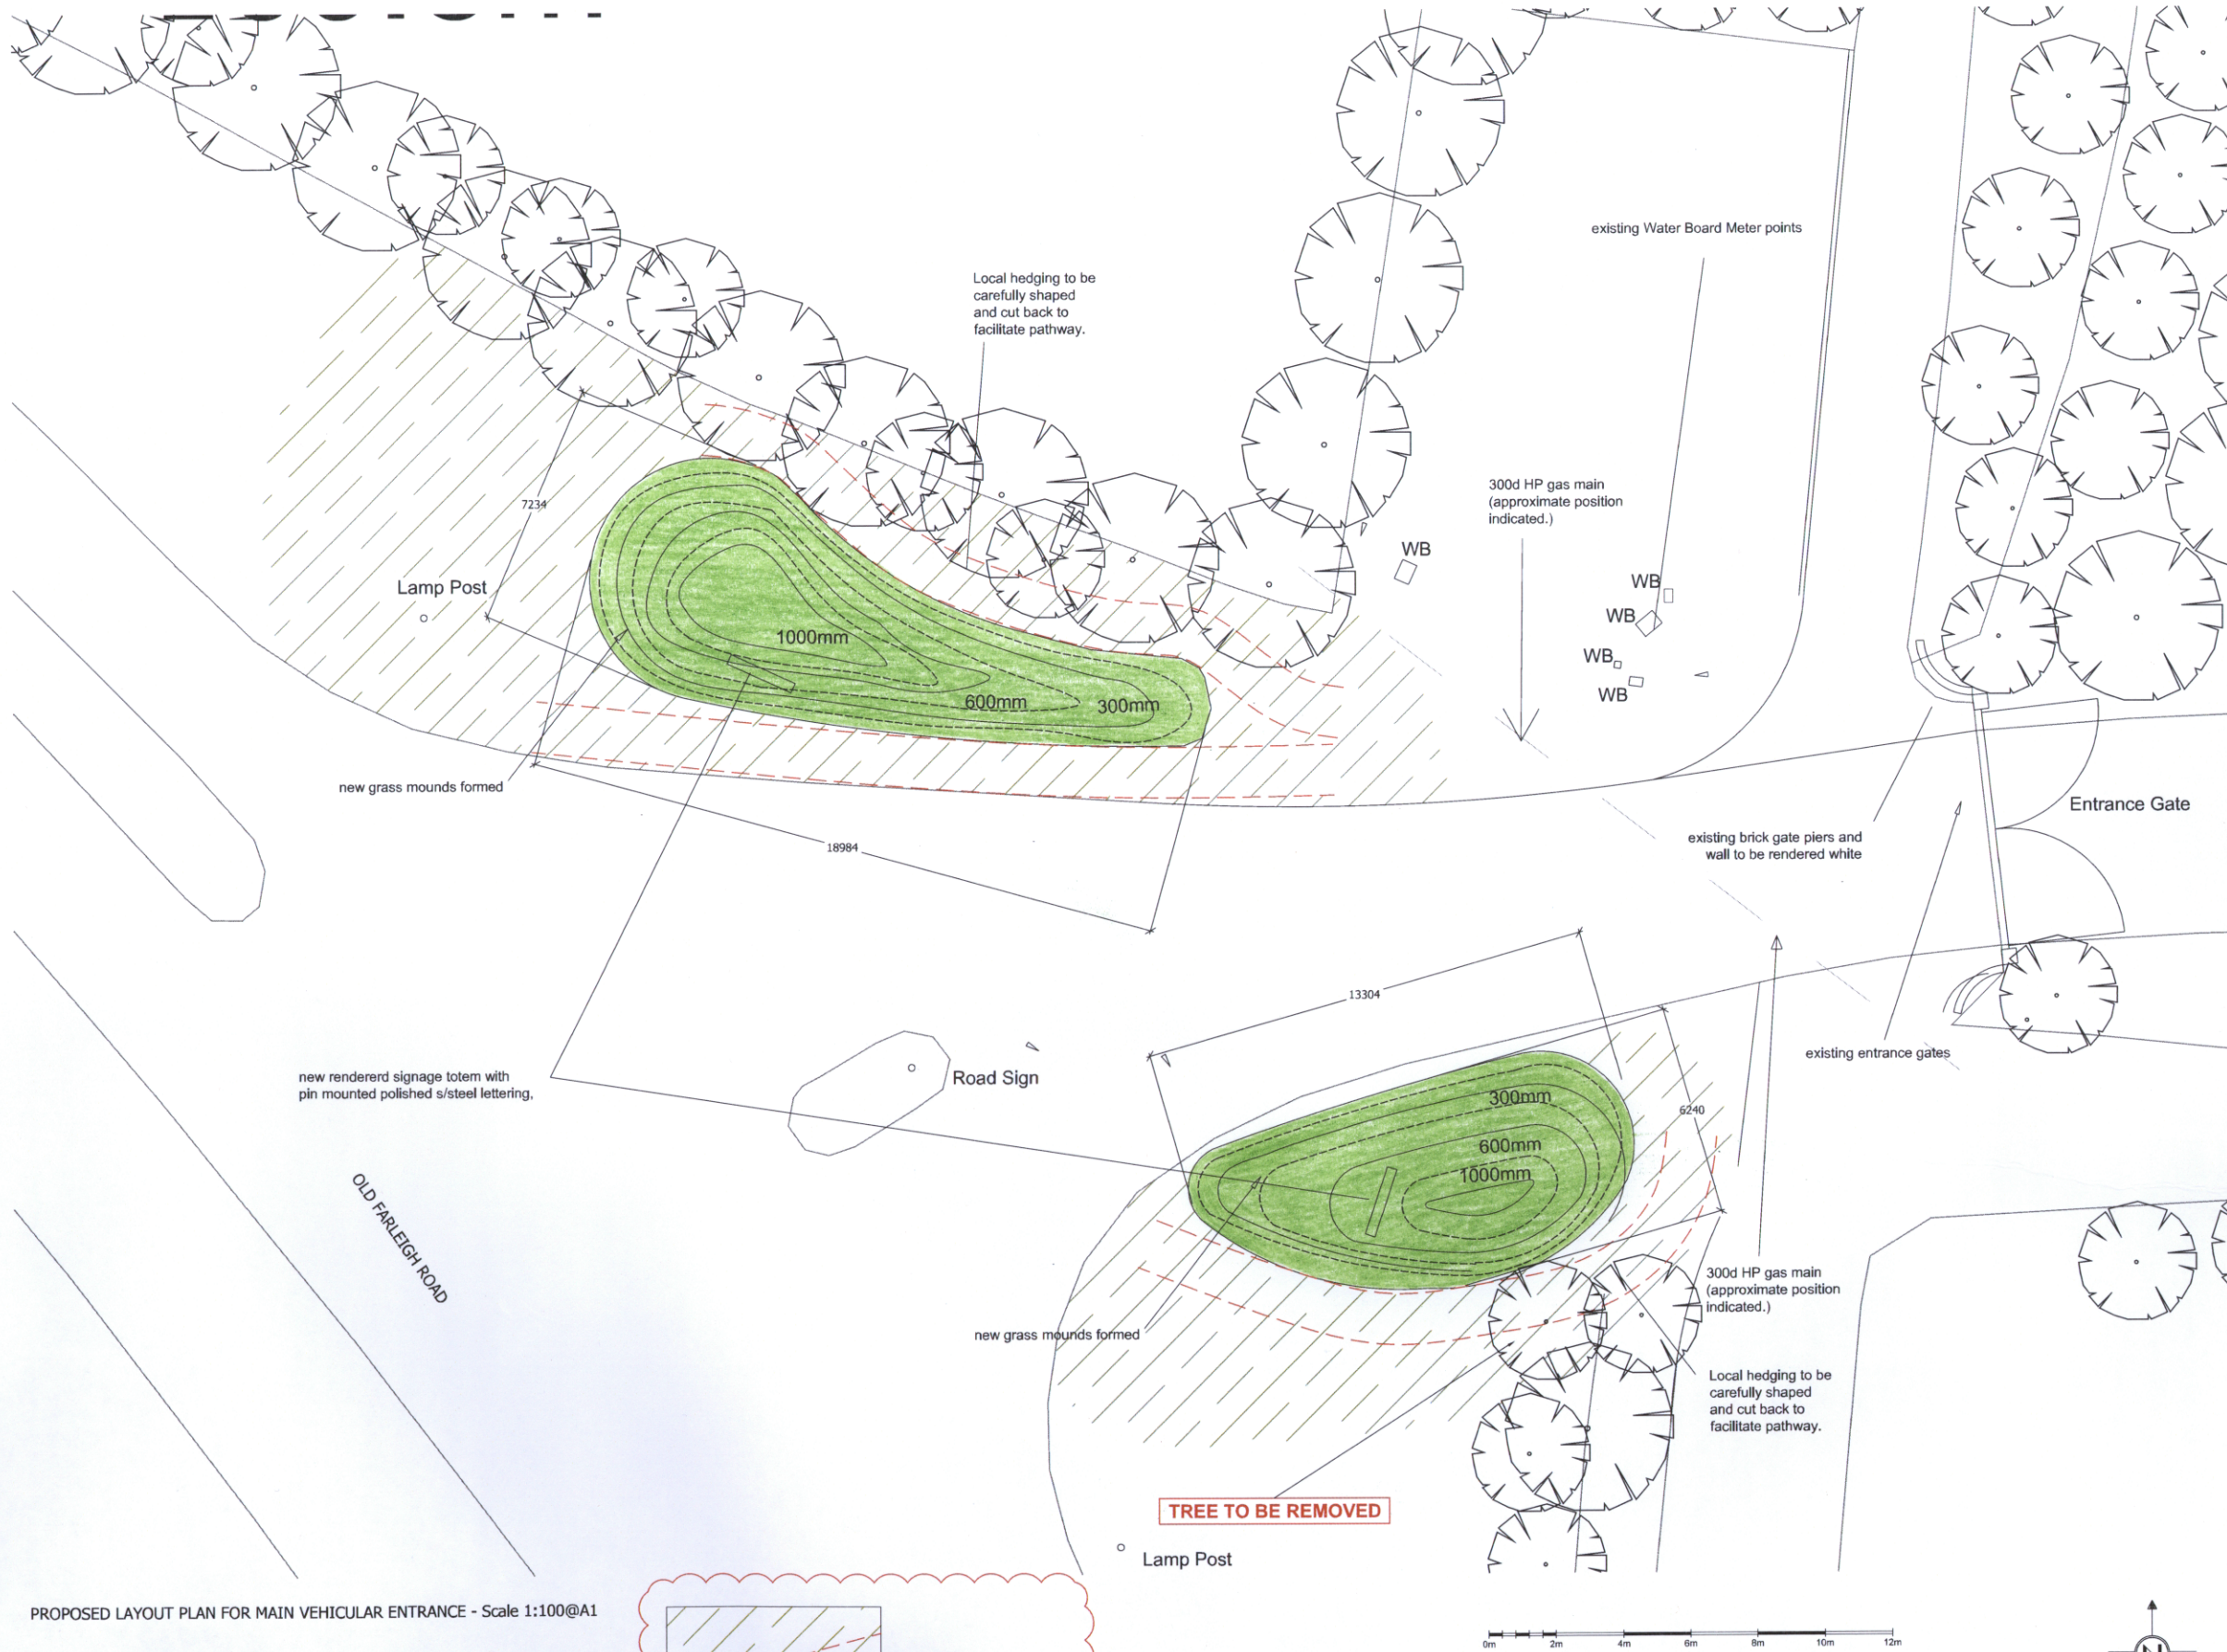 existing Water Board Meter points
Local hedging to be
carefully shaped
and cut back to
facilitate pathway.
300d HP gas main
(approximate position
indicated.)
7234
WB
WB
WB
WB
WB
Lamp Post
1000mm
600mm
300mm
new grass mounds formed
18984
Entrance Gate
existing brick gate piers and
wall to be rendered white
13304
existing entrance gates
Road Sign
new rendererd signage totem with
pin mounted polished s/steel lettering,
300mm
6240
600mm
1000mm
OLD FARLEIGH ROAD
300d HP gas main
(approximate position
indicated.)
new grass mounds formed
Local hedging to be
carefully shaped
and cut back to
facilitate pathway.
TREE TO BE REMOVED
Lamp Post
PROPOSED LAYOUT PLAN FOR MAIN VEHICULAR ENTRANCE - Scale 1:100@A1
0m 2m 4m 6m 8m 10m 12m
N